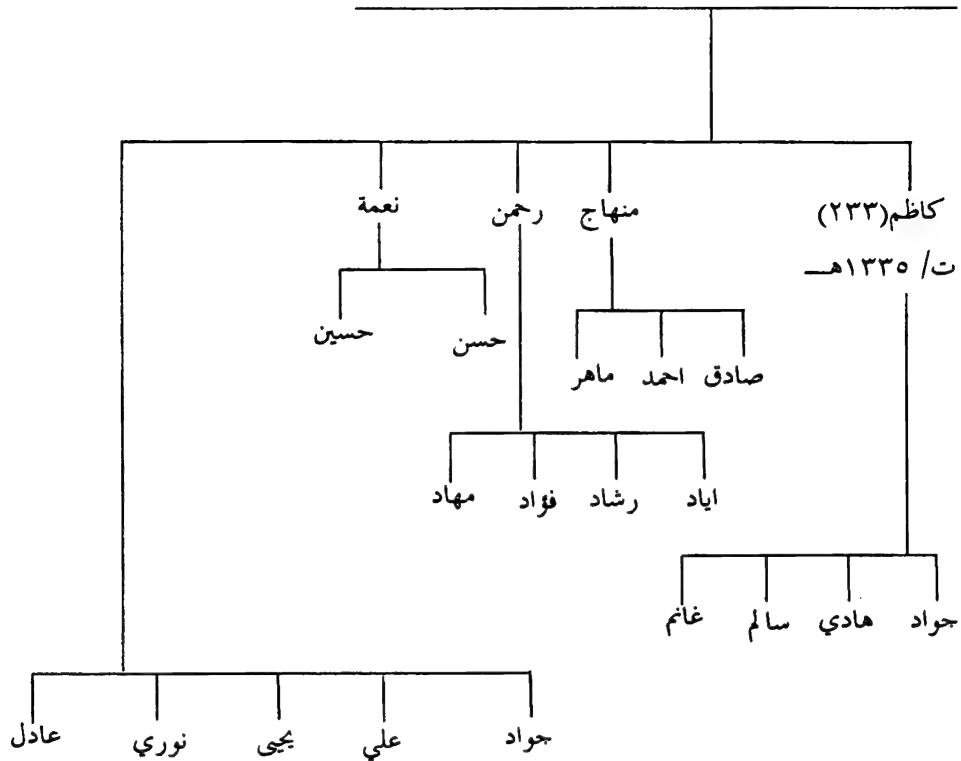 كاظم(٢٣٣) منهاج رحمن نعمة
ت/ ١٣٣٥هــ
حسن حسين
صادق احمد ماهر
اياد رشاد فؤاد مهاد
جواد هادي سالم غانم
جواد علي يحيى نوري عادل